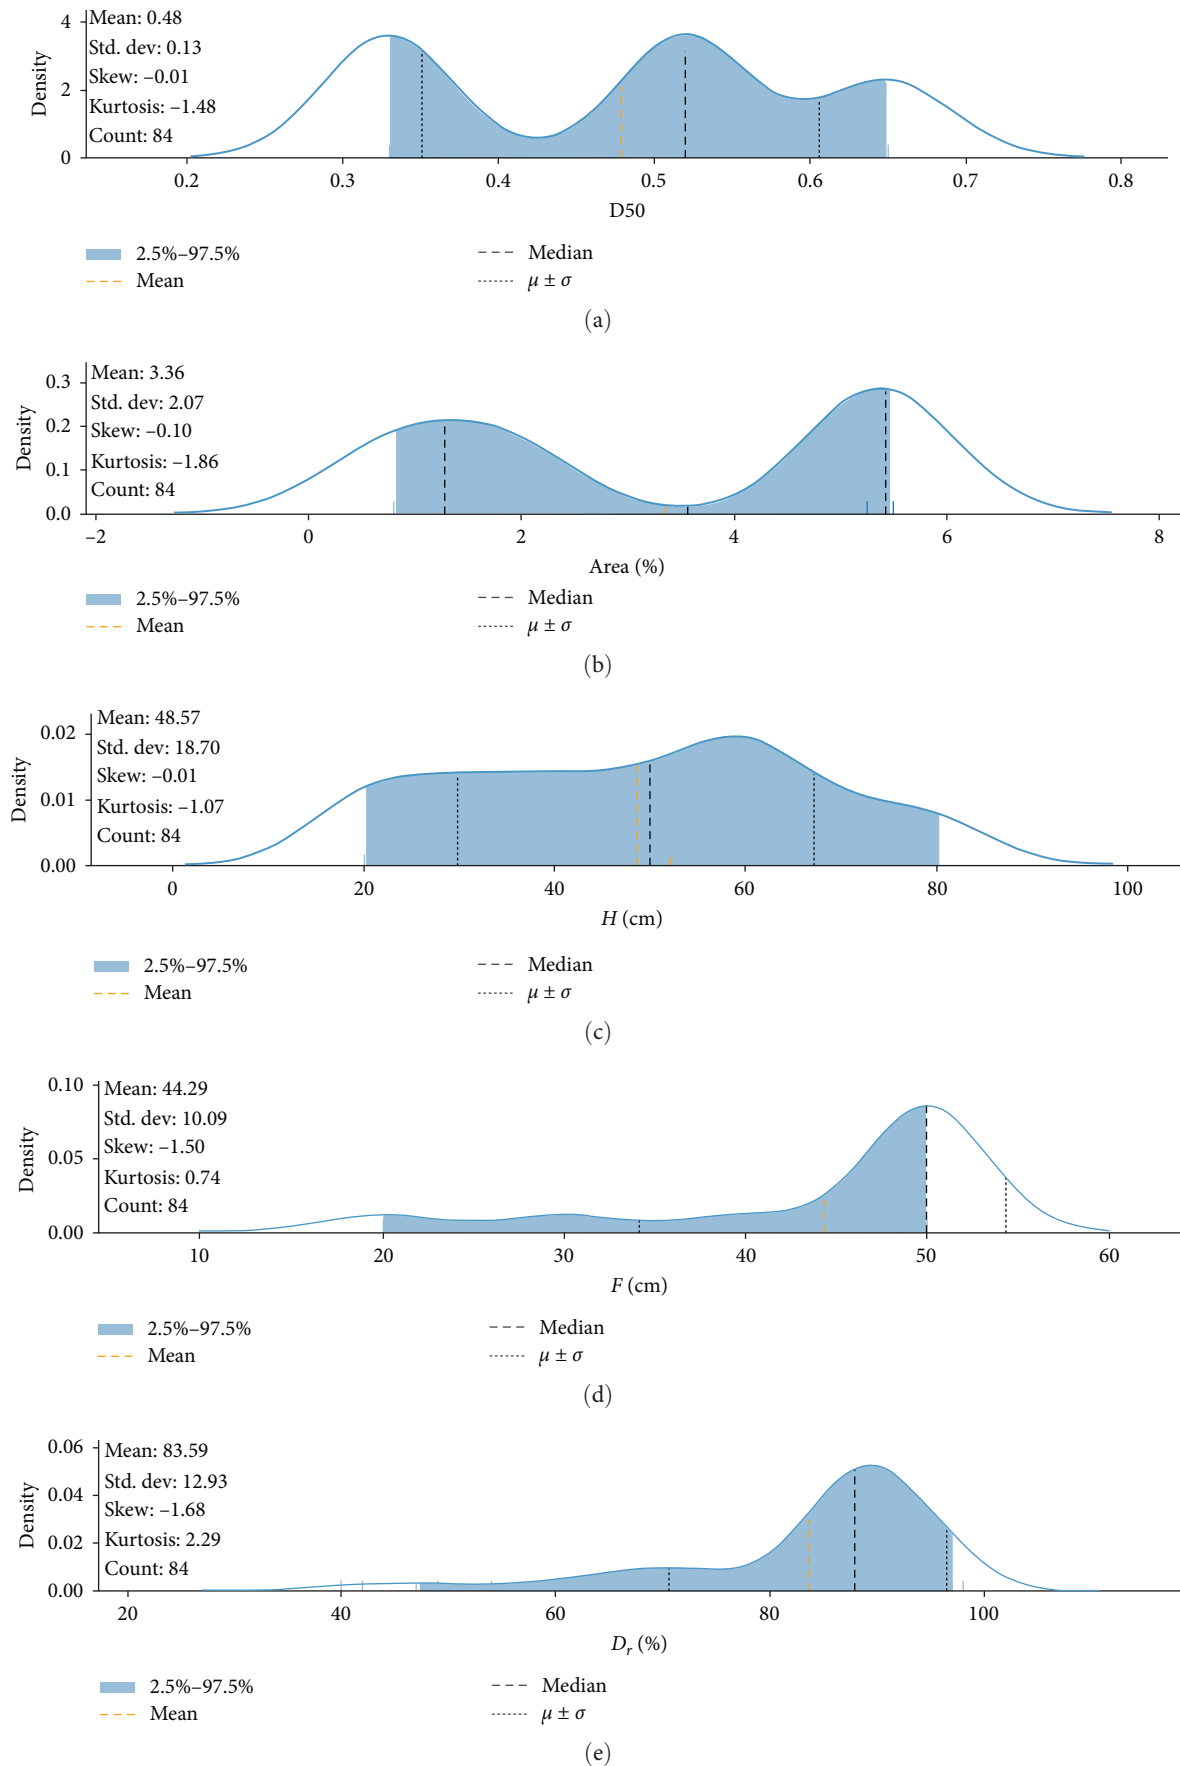 Mean: 0.48
Std. dev: 0.13
Skew: –0.01
Kurtosis: –1.48
Count: 84
Density
4
2
0
0.2 0.3 0.4 0.5 0.6 0.7 0.8
D50
2.5%–97.5% Median
Mean μ ± σ
(a)
Mean: 3.36
Std. dev: 2.07
Skew: –0.10
Kurtosis: –1.86
Count: 84
Density
0.3
0.2
0.1
0.0
–2 0 2 4 6 8
Area (%)
2.5%–97.5% Median
Mean μ ± σ
(b)
Mean: 48.57
Std. dev: 18.70
Skew: –0.01
Kurtosis: –1.07
Count: 84
Density
0.02
0.01
0.00
0 20 40 60 80 100
H (cm)
2.5%–97.5% Median
Mean μ ± σ
(c)
Mean: 44.29
Std. dev: 10.09
Skew: –1.50
Kurtosis: 0.74
Count: 84
Density
0.10
0.05
0.00
10 20 30 40 50 60
F (cm)
2.5%–97.5% Median
Mean μ ± σ
(d)
Mean: 83.59
Std. dev: 12.93
Skew: –1.68
Kurtosis: 2.29
Count: 84
Density
0.06
0.04
0.02
0.00
20 40 60 80 100
Dr (%)
2.5%–97.5% Median
Mean μ ± σ
(e)